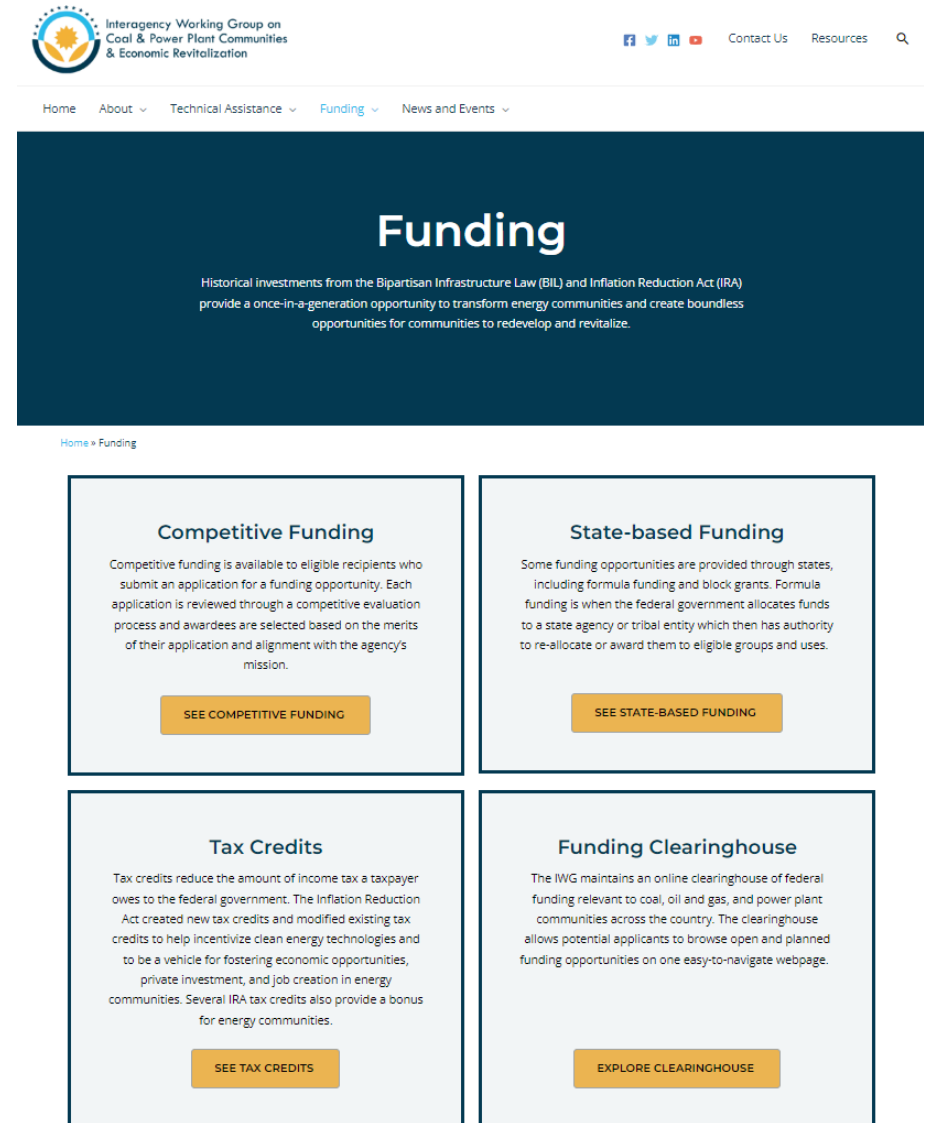 Interagency Working Group on
Coal & Power Plant Communities
& Economic Revitalization
Contact Us
Resources
Home
About
Technical Assistance
Funding
News and Events
Funding
Historical investments from the Bipartisan Infrastructure Law (BIL) and Inflation Reduction Act (IRA)
provide a once-in-a-generation opportunity to transform energy communities and create boundless
opportunities for communities to redevelop and revitalize.
Home » Funding
Competitive Funding
Competitive funding is available to eligible recipients who
submit an application for a funding opportunity. Each
application is reviewed through a competitive evaluation
process and awardees are selected based on the merits
of their application and alignment with the agency's
mission.
SEE COMPETITIVE FUNDING
State-based Funding
Some funding opportunities are provided through states,
including formula funding and block grants. Formula
funding is when the federal government allocates funds
to a state agency or tribal entity which then has authority
to re-allocate or award them to eligible groups and uses.
SEE STATE-BASED FUNDING
Tax Credits
Tax credits reduce the amount of income tax a taxpayer
owes to the federal government. The Inflation Reduction
Act created new tax credits and modified existing tax
credits to help incentivize clean energy technologies and
to be a vehicle for fostering economic opportunities,
private investment, and job creation in energy
communities. Several IRA tax credits also provide a bonus
for energy communities.
SEE TAX CREDITS
Funding Clearinghouse
The IWG maintains an online clearinghouse of federal
funding relevant to coal, oil and gas, and power plant
communities across the country. The clearinghouse
allows potential applicants to browse open and planned
funding opportunities on one easy-to-navigate webpage.
EXPLORE CLEARINGHOUSE